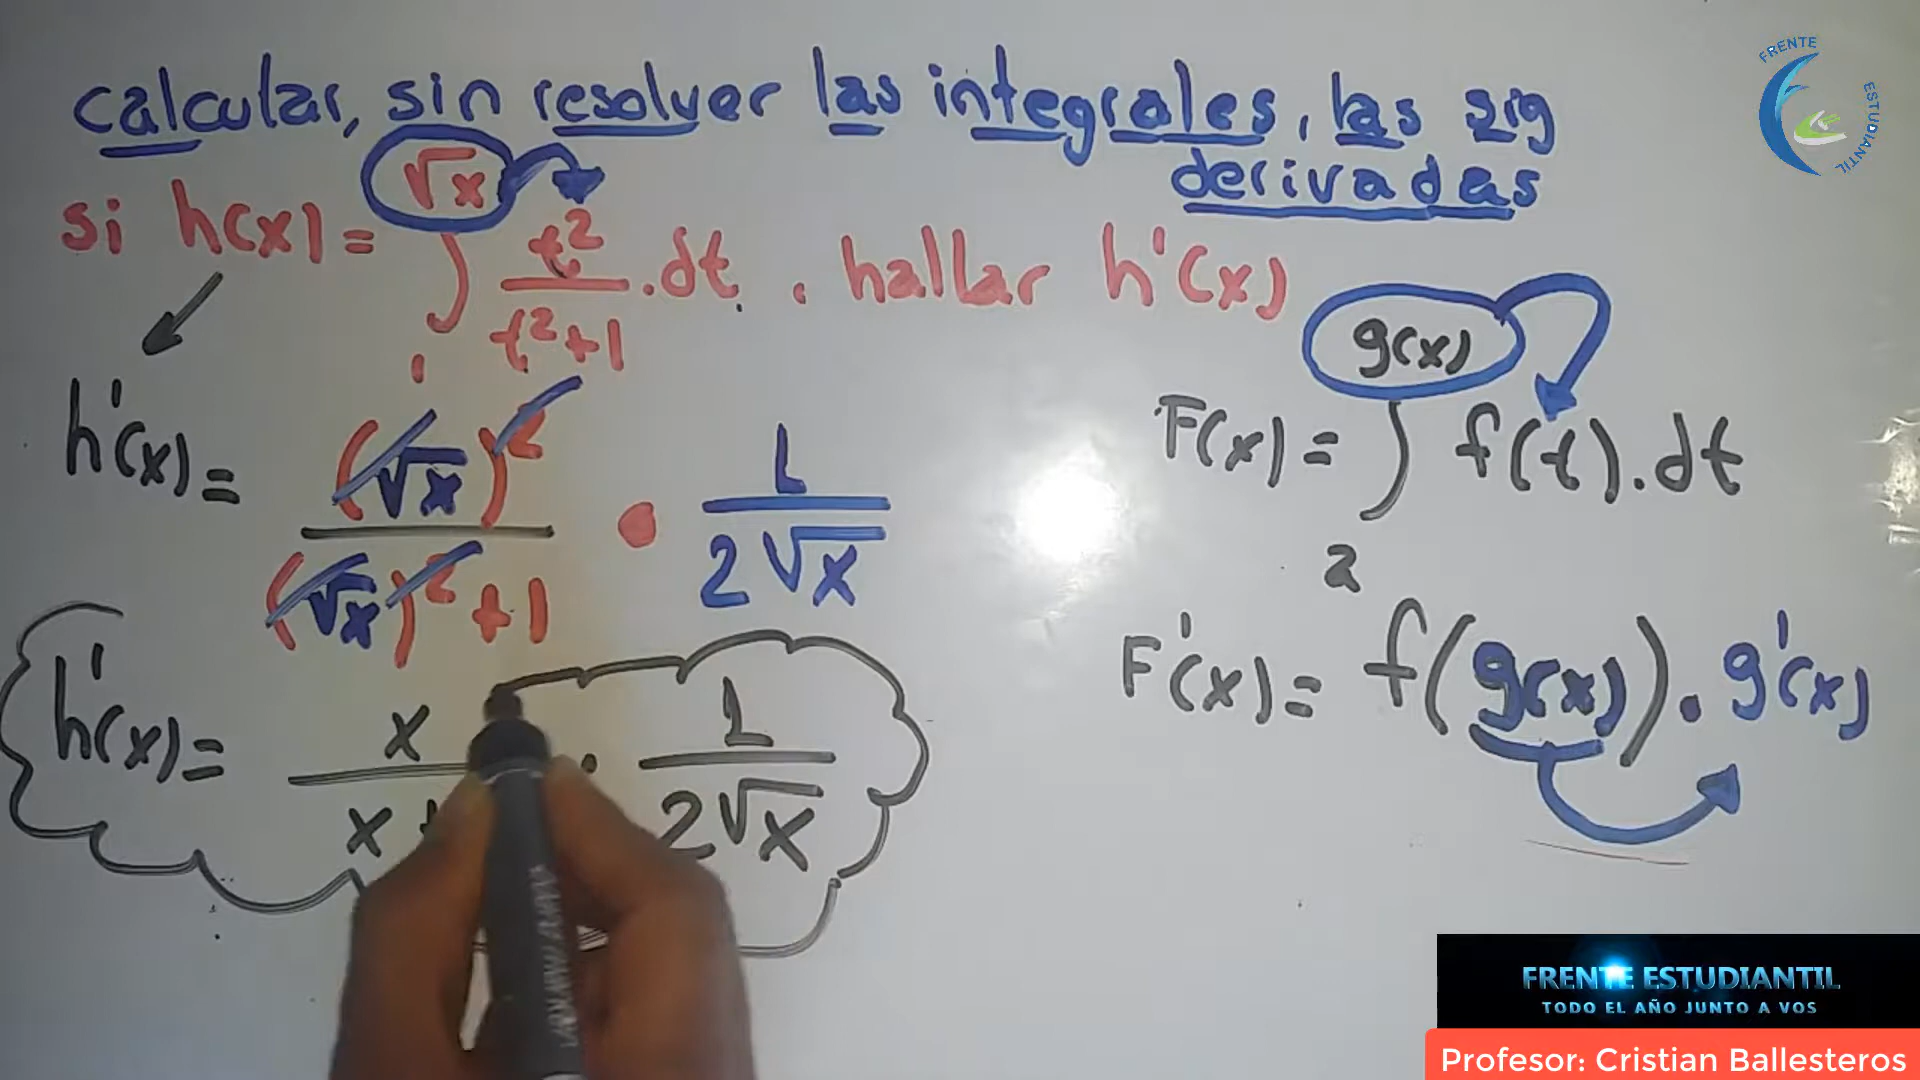 calcular, sin resolver las integrales, las sig
derivadas
si h(x) = ∫ t²/t²+1 . dt . hallar h'(x)
√x
1
h'(x) = (√x)²/(√x)²+1 • 1/2√x
h'(x) = x/x+ . 1/2√x
g(x)
F(x) = ∫ f(t).dt
a
F'(x) = f(g(x)).g'(x)
FRENTE ESTUDIANTIL
FRENTE ESTUDIANTIL
TODO EL AÑO JUNTO A VOS
Profesor: Cristian Ballesteros